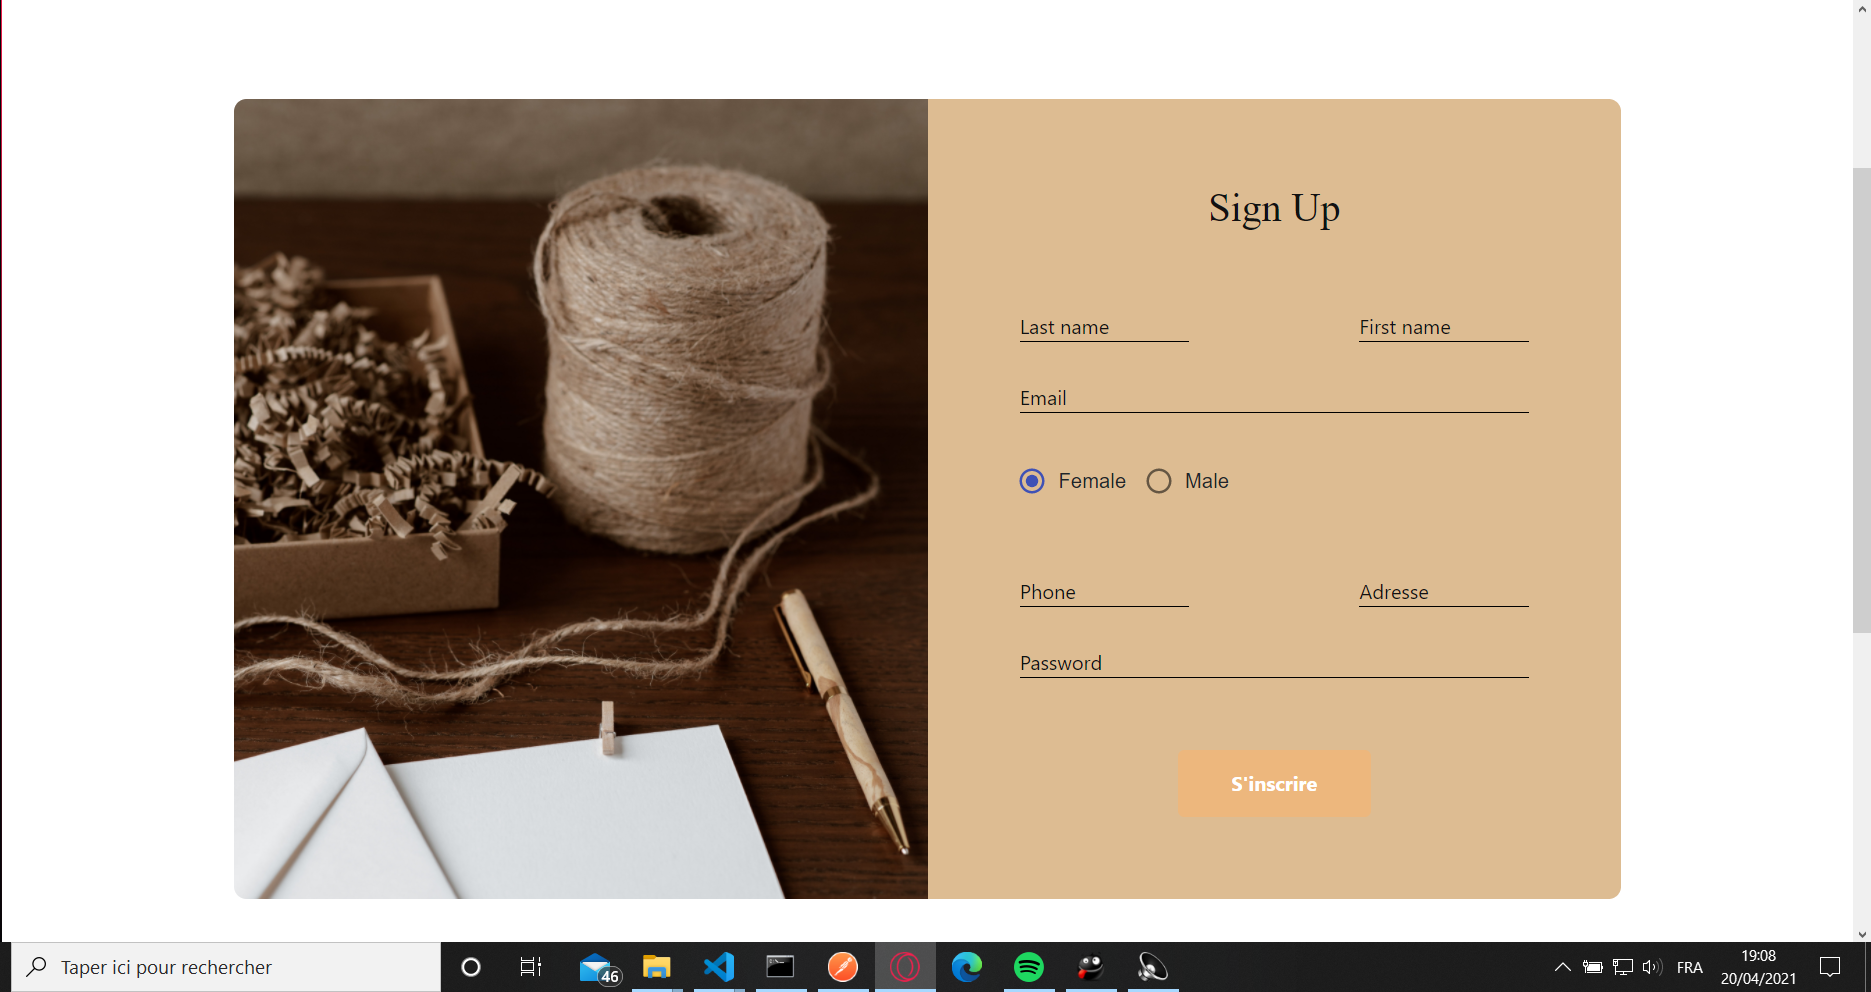 Sign Up
Last name
First name
Email
Female
Male
Phone
Adresse
Password
S'inscrire
Taper ici pour rechercher
46
FRA
19:08
20/04/2021